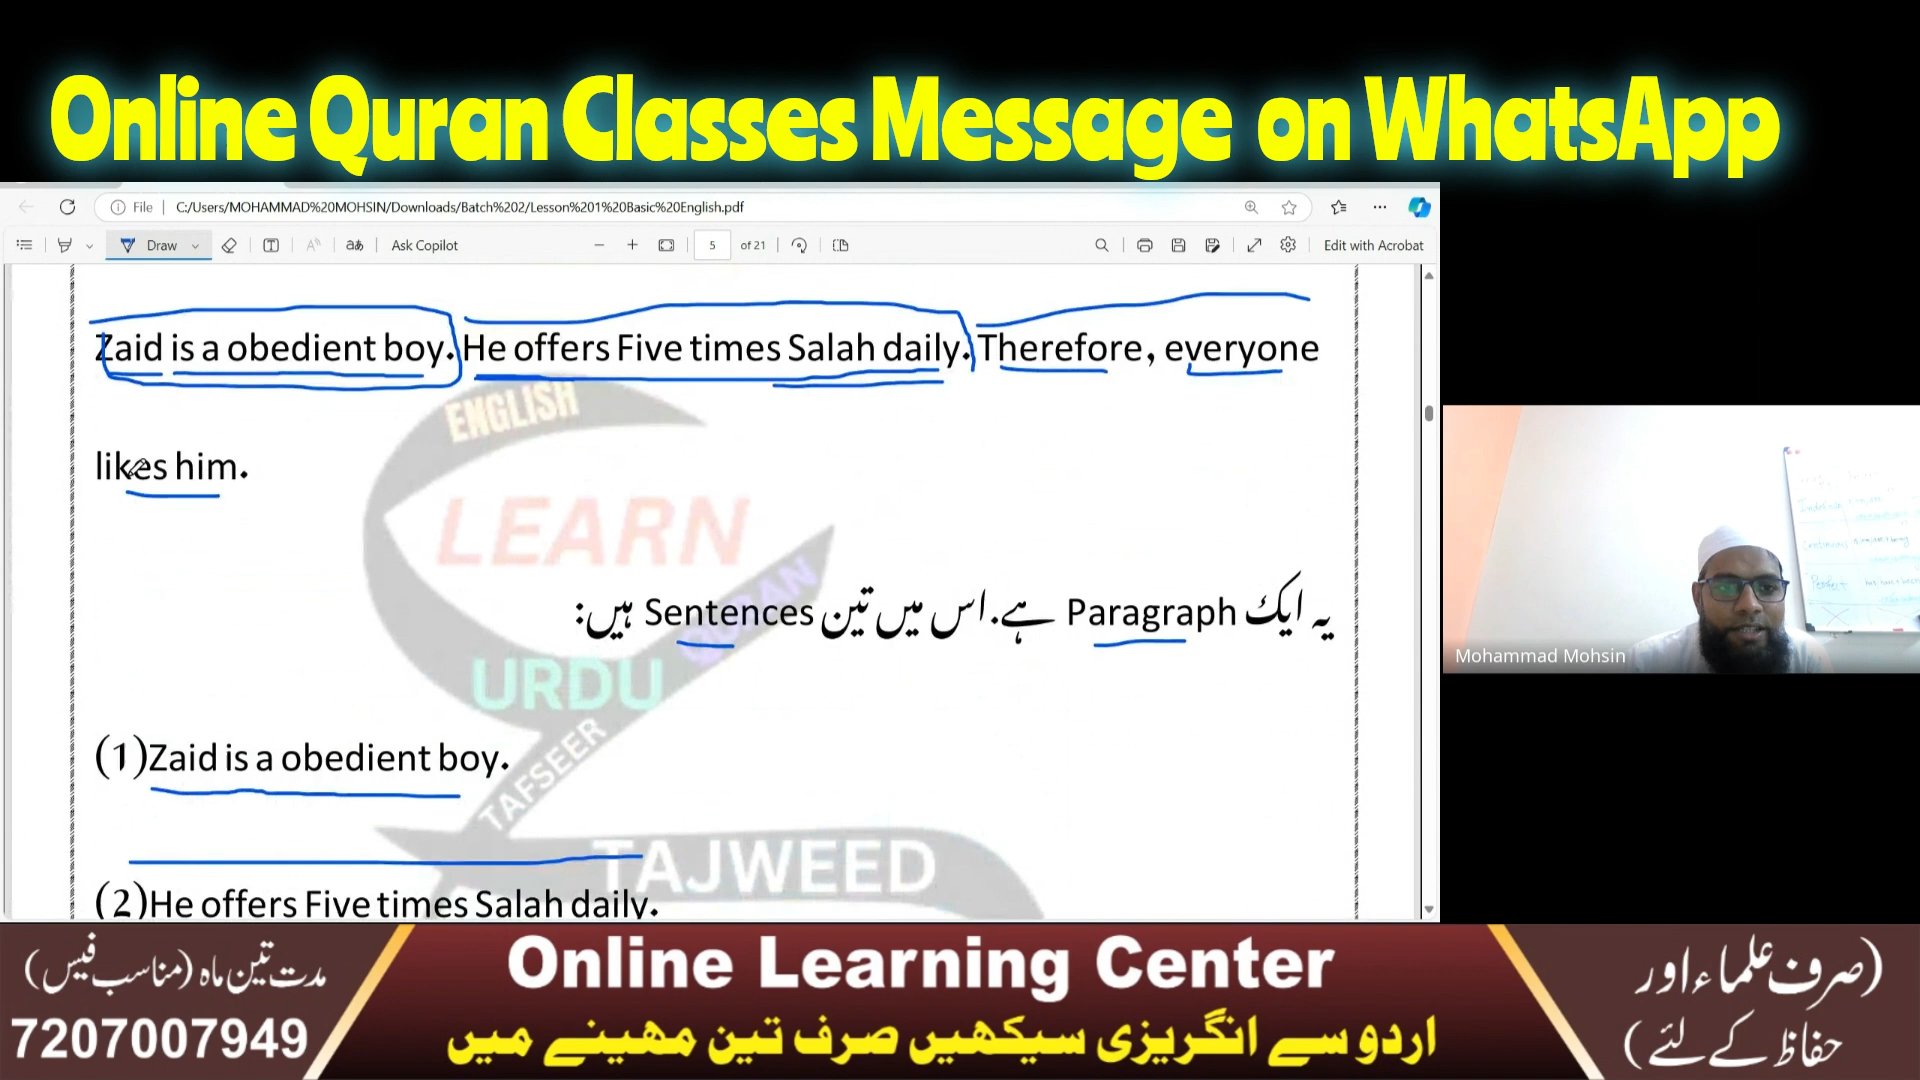 Online Quran Classes Message on WhatsApp
File C:/Users/MOHAMMAD%20MOHSIN/Downloads/Batch%202/Lesson%201%20Basic%20English.pdf
Draw aあ Ask Copilot 5 of 21 Edit with Acrobat
Zaid is a obedient boy. He offers Five times Salah daily. Therefore, everyone
likes him.
ENGLISH
LEARN
QURAN
یہ ایک Paragraph ہے. اس میں تین Sentences ہیں:
URDU
TAFSEER
(1)Zaid is a obedient boy.
TAJWEED
(2)He offers Five times Salah daily.
Mohammad Mohsin
مدت تین ماہ (مناسب فیس)
7207007949
Online Learning Center
اردو سے انگریزی سیکھیں صرف تین مہینے میں
(صرف علماء اور
حفاظ کے لئے)